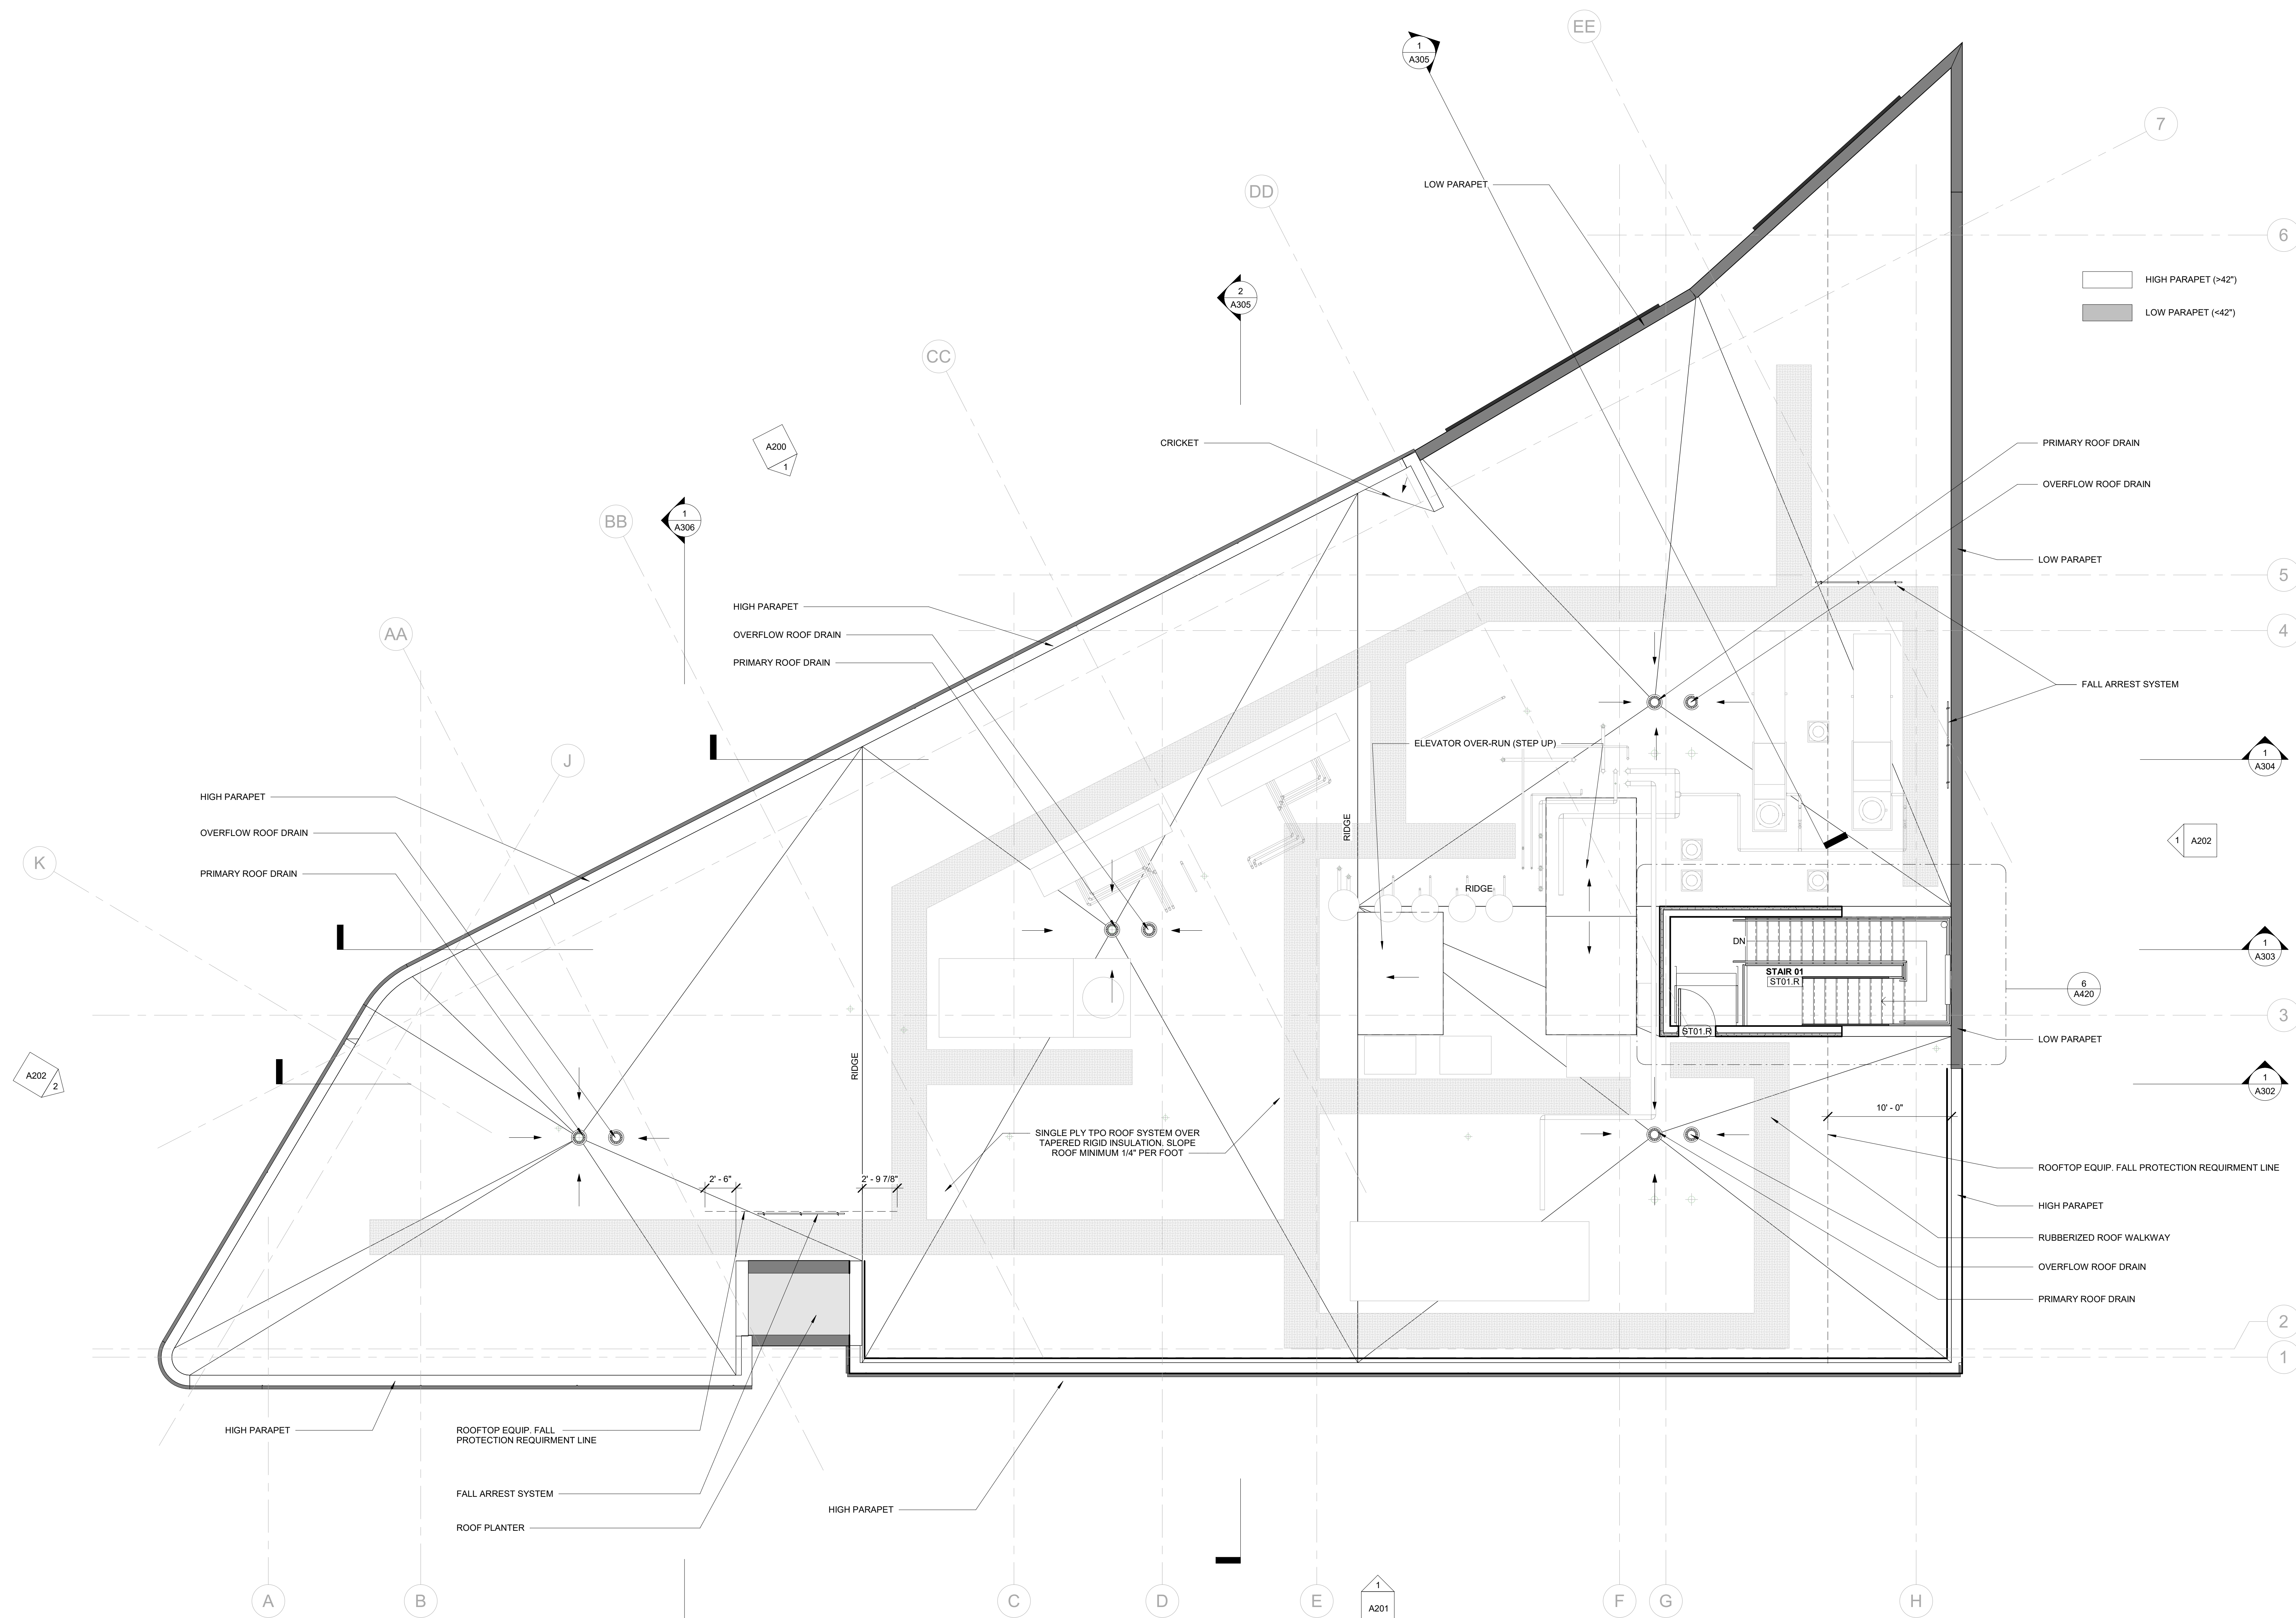 EE
1
A305
7
DD
LOW PARAPET
6
HIGH PARAPET (>42")
2
A305
LOW PARAPET (<42")
CC
A200
1
CRICKET
PRIMARY ROOF DRAIN
OVERFLOW ROOF DRAIN
BB
1
A306
LOW PARAPET
5
HIGH PARAPET
AA
OVERFLOW ROOF DRAIN
4
PRIMARY ROOF DRAIN
FALL ARREST SYSTEM
ELEVATOR OVER-RUN (STEP UP)
J
1
A304
HIGH PARAPET
RIDGE
OVERFLOW ROOF DRAIN
1
A202
K
PRIMARY ROOF DRAIN
RIDGE
DN
1
A303
STAIR 01
ST01.R
6
A420
3
ST01.R
LOW PARAPET
RIDGE
A202
2
1
A302
10' - 0"
SINGLE PLY TPO ROOF SYSTEM OVER
TAPERED RIGID INSULATION. SLOPE
ROOF MINIMUM 1/4" PER FOOT
ROOFTOP EQUIP. FALL PROTECTION REQUIRMENT LINE
2' - 6"
2' - 9 7/8"
HIGH PARAPET
RUBBERIZED ROOF WALKWAY
OVERFLOW ROOF DRAIN
PRIMARY ROOF DRAIN
2
1
HIGH PARAPET
ROOFTOP EQUIP. FALL
PROTECTION REQUIRMENT LINE
FALL ARREST SYSTEM
HIGH PARAPET
ROOF PLANTER
1
A201
A
B
C
D
E
F
G
H